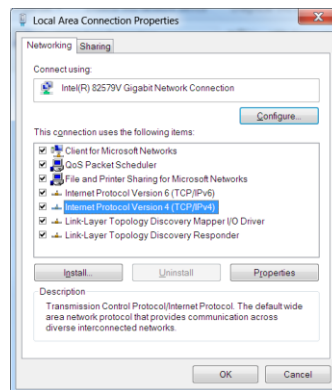 Local Area Connection Properties
Networking Sharing
Connect using:
Intel(R) 82579V Gigabit Network Connection
Configure...
This connection uses the following items:
Client for Microsoft Networks
QoS Packet Scheduler
File and Printer Sharing for Microsoft Networks
Internet Protocol Version 6 (TCP/IPv6)
Internet Protocol Version 4 (TCP/IPv4)
Link-Layer Topology Discovery Mapper I/O Driver
Link-Layer Topology Discovery Responder
Install... Uninstall Properties
Description
Transmission Control Protocol/Internet Protocol. The default wide
area network protocol that provides communication across
diverse interconnected networks.
OK Cancel